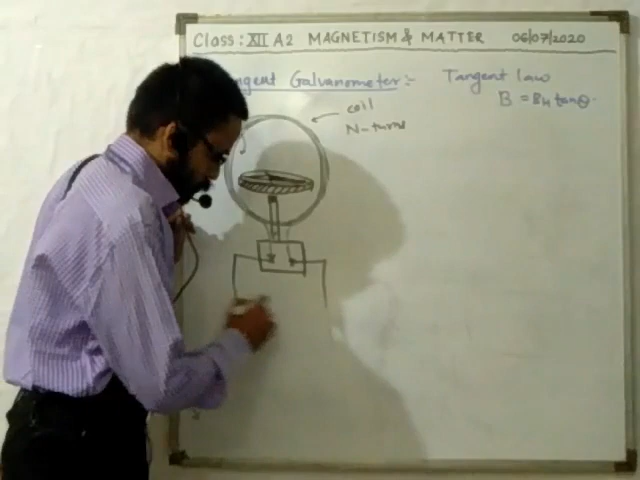 Class: XII A2 MAGNETISM & MATTER 06/07/2020
Galvanometer:- Tangent law
B = BH tanθ.
coil
N-turns